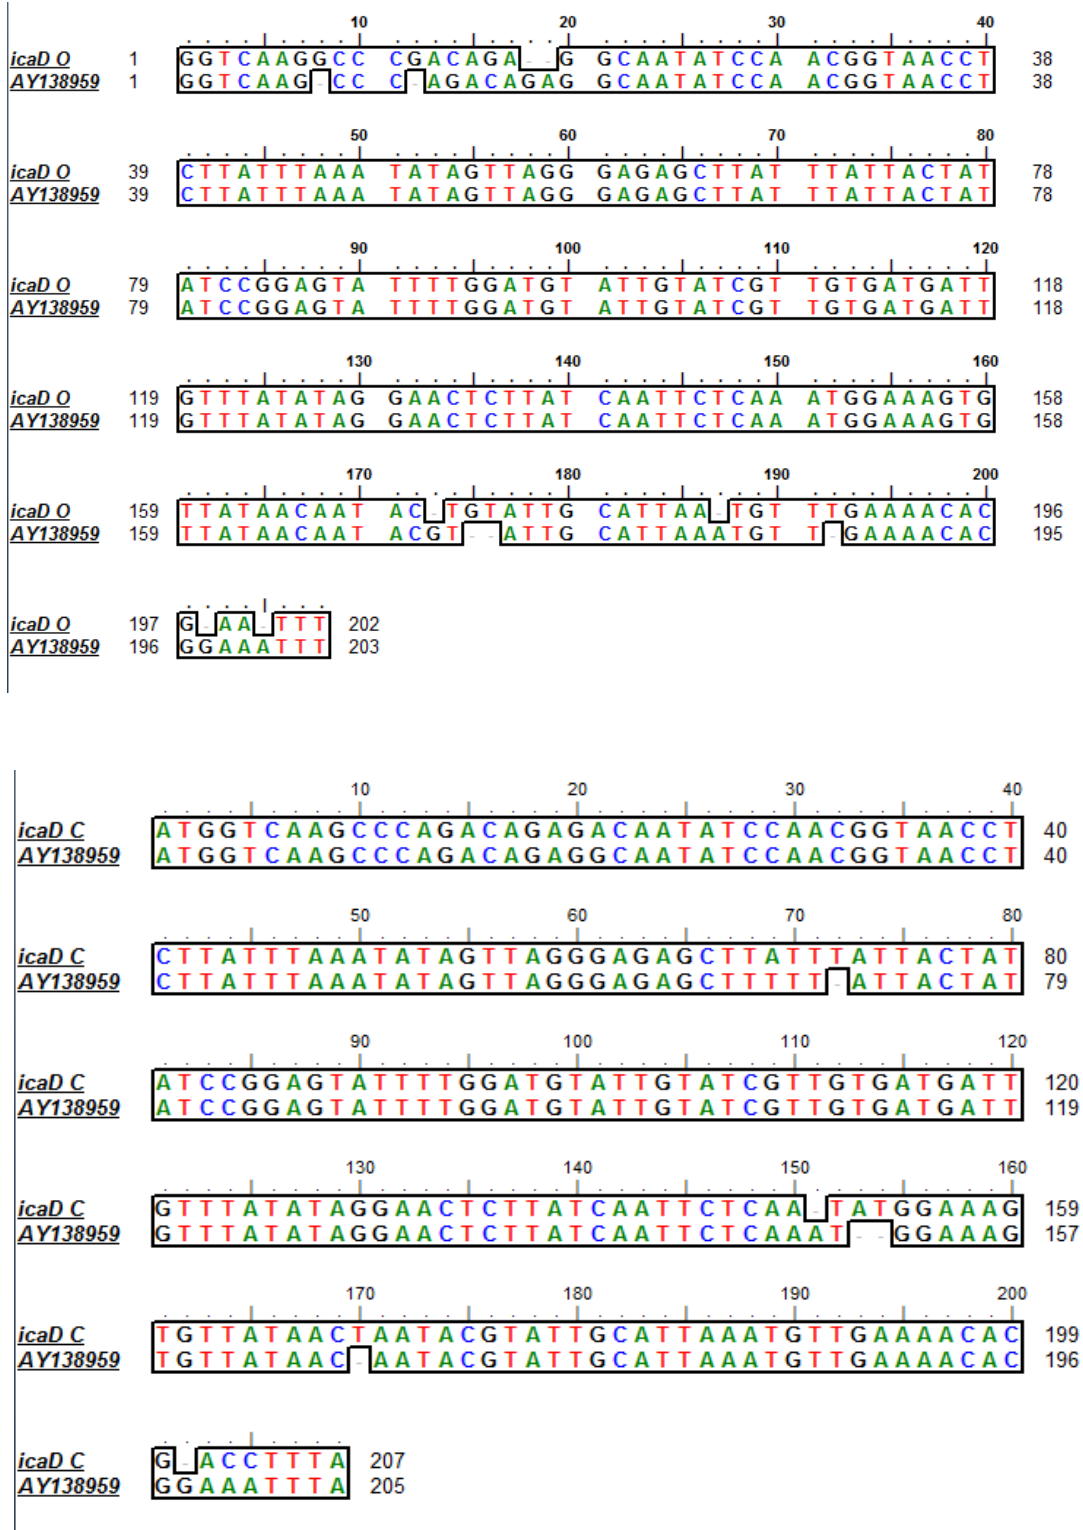 10 20 30 40
icaD O 1 GGTCAAGGCC CGACAGA--G GCAATATCCA ACGGTAACCT 38
AY138959 1 GGTCAAG-CC C-AGACAGAG GCAATATCCA ACGGTAACCT 38
50 60 70 80
icaD O 39 CTTATTTAAA TATAGTTAGG GAGAGCTTAT TTATTACTAT 78
AY138959 39 CTTATTTAAA TATAGTTAGG GAGAGCTTAT TTATTACTAT 78
90 100 110 120
icaD O 79 ATCCGGAGTA TTTTGGATGT ATTGTATCGT TGTGATGATT 118
AY138959 79 ATCCGGAGTA TTTTGGATGT ATTGTATCGT TGTGATGATT 118
130 140 150 160
icaD O 119 GTTTATATAG GAACTCTTAT CAATTCTCAA ATGGAAAGTG 158
AY138959 119 GTTTATATAG GAACTCTTAT CAATTCTCAA ATGGAAAGTG 158
170 180 190 200
icaD O 159 TTATAACAAT AC-TGTATTG CATTAA-TGT TTGAAAACAC 196
AY138959 159 TTATAACAAT ACGT--ATTG CATTAAATGT T-GAAAACAC 195
icaD O 197 G-AA-TTT 202
AY138959 196 GGAAATTT 203
10 20 30 40
icaD C ATGGTCAAGCCCAGACAGAGACAATATCCAACGGTAACCT 40
AY138959 ATGGTCAAGCCCAGACAGAGGCAATATCCAACGGTAACCT 40
50 60 70 80
icaD C CTTATTTAAATATAGTTAGGGAGAGCTTATTTATTACTAT 80
AY138959 CTTATTTAAATATAGTTAGGGAGAGCTTTTT-ATTACTAT 79
90 100 110 120
icaD C ATCCGGAGTATTTTGGATGTATTGTATCGTTGTGATGATT 120
AY138959 ATCCGGAGTATTTTGGATGTATTGTATCGTTGTGATGATT 119
130 140 150 160
icaD C GTTTATATAGGAACTCTTATCAATTCTCAA-TATGGAAAG 159
AY138959 GTTTATATAGGAACTCTTATCAATTCTCAAAT--GGAAAG 157
170 180 190 200
icaD C TGTTATAACTAATACGTATTGCATTAAATGTTGAAAACAC 199
AY138959 TGTTATAAC-AATACGTATTGCATTAAATGTTGAAAACAC 196
icaD C G-ACCTTTA 207
AY138959 GGAAATTTA 205